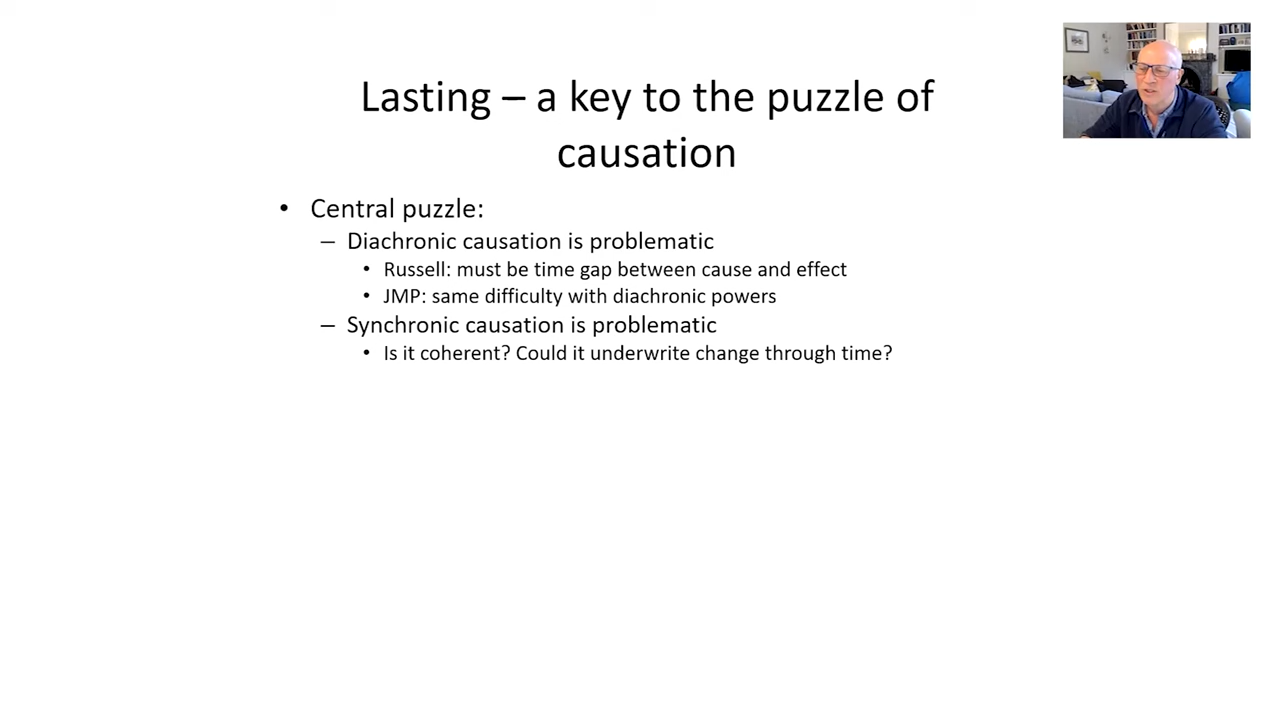 Lasting – a key to the puzzle of
causation
• Central puzzle:
– Diachronic causation is problematic
• Russell: must be time gap between cause and effect
• JMP: same difficulty with diachronic powers
– Synchronic causation is problematic
• Is it coherent? Could it underwrite change through time?